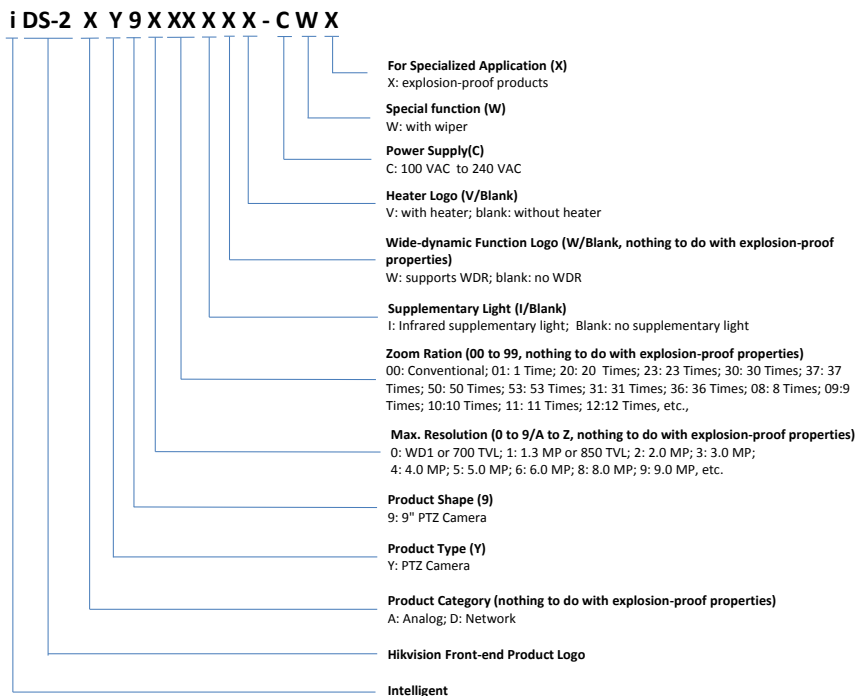 i DS-2 X Y 9 X XX X X X - C W X
For Specialized Application (X)
X: explosion-proof products
Special function (W)
W: with wiper
Power Supply(C)
C: 100 VAC to 240 VAC
Heater Logo (V/Blank)
V: with heater; blank: without heater
Wide-dynamic Function Logo (W/Blank, nothing to do with explosion-proof
properties)
W: supports WDR; blank: no WDR
Supplementary Light (I/Blank)
I: Infrared supplementary light; Blank: no supplementary light
Zoom Ration (00 to 99, nothing to do with explosion-proof properties)
00: Conventional; 01: 1 Time; 20: 20 Times; 23: 23 Times; 30: 30 Times; 37: 37
Times; 50: 50 Times; 53: 53 Times; 31: 31 Times; 36: 36 Times; 08: 8 Times; 09:9
Times; 10:10 Times; 11: 11 Times; 12:12 Times, etc.,
Max. Resolution (0 to 9/A to Z, nothing to do with explosion-proof properties)
0: WD1 or 700 TVL; 1: 1.3 MP or 850 TVL; 2: 2.0 MP; 3: 3.0 MP;
4: 4.0 MP; 5: 5.0 MP; 6: 6.0 MP; 8: 8.0 MP; 9: 9.0 MP, etc.
Product Shape (9)
9: 9" PTZ Camera
Product Type (Y)
Y: PTZ Camera
Product Category (nothing to do with explosion-proof properties)
A: Analog; D: Network
Hikvision Front-end Product Logo
Intelligent